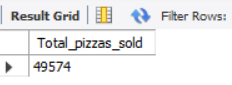 Result Grid Filter Rows:
Total_pizzas_sold
49574